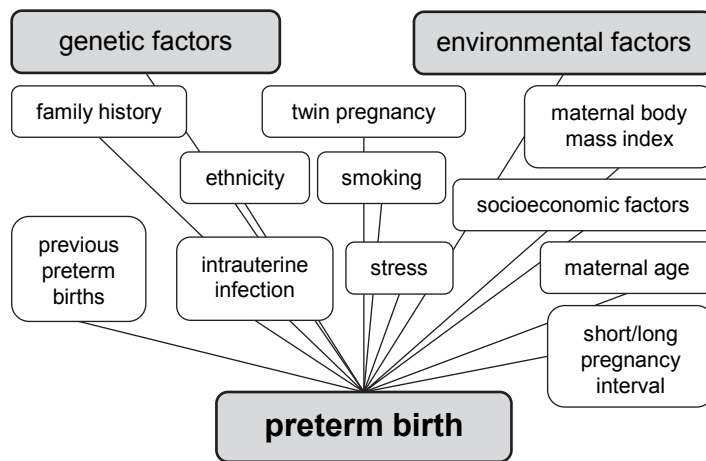 genetic factors
environmental factors
family history
twin pregnancy
maternal body
mass index
ethnicity
smoking
socioeconomic factors
previous
preterm
births
intrauterine
infection
stress
maternal age
short/long
pregnancy
interval
preterm birth